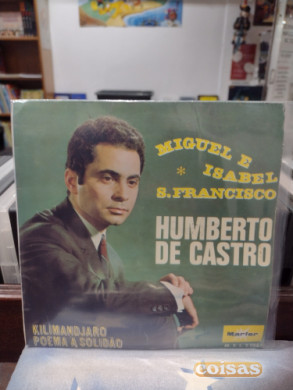 MIGUEL E
* ISABEL
S. FRANCISCO
HUMBERTO
DE CASTRO
KILIMANDJARO
POEMA À SOLIDÃO
Marfer
coisas